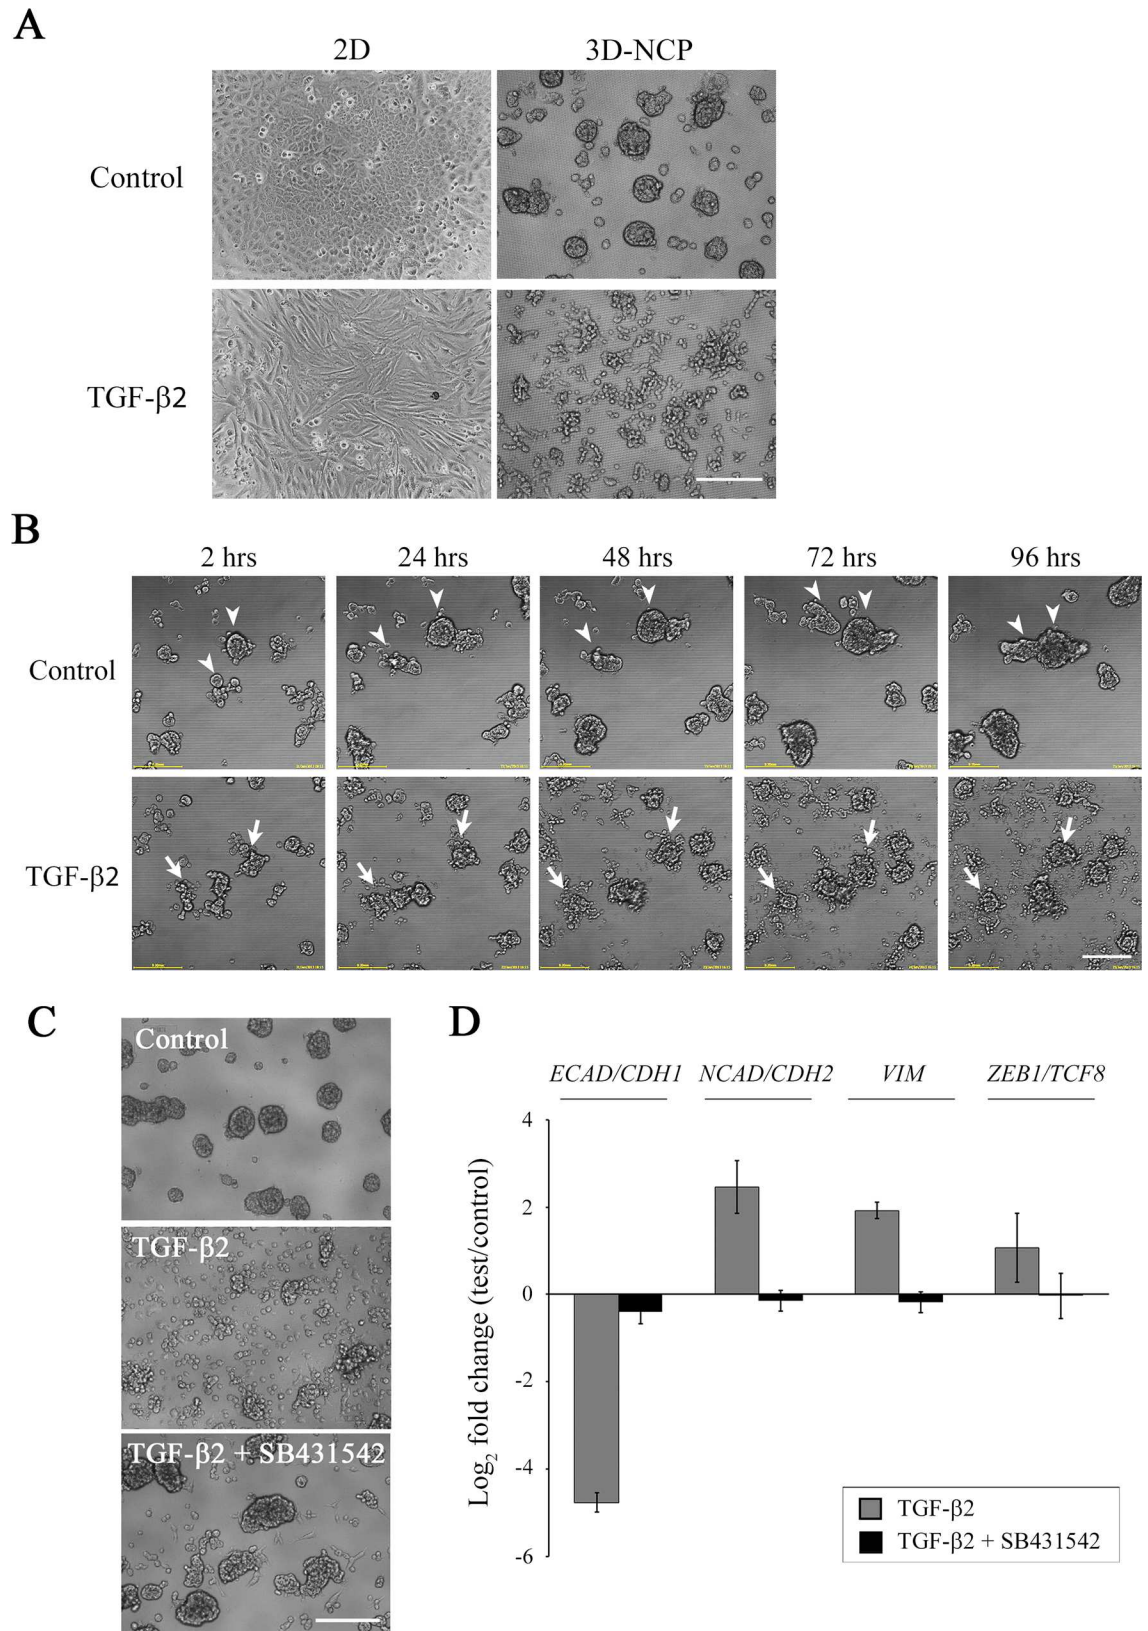 A
2D 3D-NCP
Control
TGF-β2
B
2 hrs 24 hrs 48 hrs 72 hrs 96 hrs
Control
TGF-β2
C
Control
TGF-β2
TGF-β2 + SB431542
D
ECAD/CDH1 NCAD/CDH2 VIM ZEB1/TCF8
Log₂ fold change (test/control)
4
2
0
-2
-4
-6
TGF-β2
TGF-β2 + SB431542